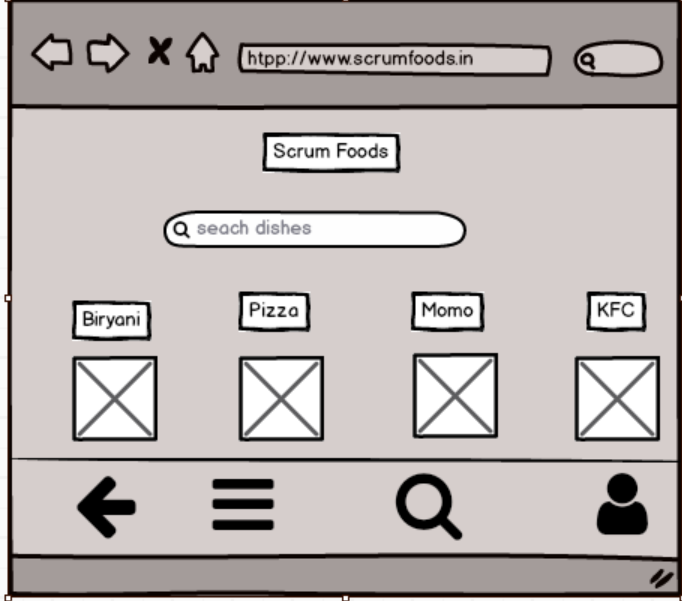 htpp://www.scrumfoods.in
Scrum Foods
seach dishes
Biryani Pizza Momo KFC